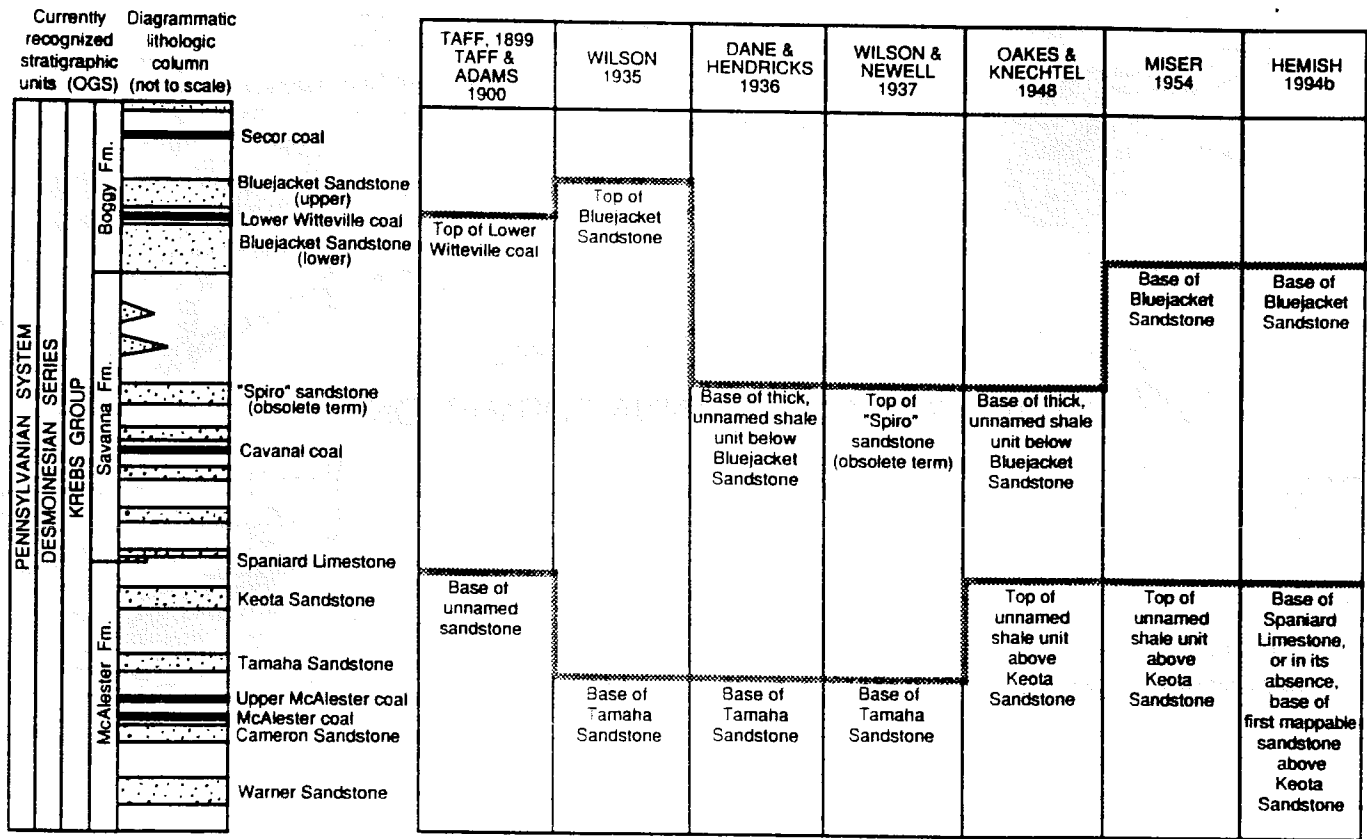 Currently
recognized
stratigraphic
units (OGS)
Diagrammatic
lithologic
column
(not to scale)
TAFF, 1899
TAFF &
ADAMS
1900
WILSON
1935
DANE &
HENDRICKS
1936
WILSON &
NEWELL
1937
OAKES &
KNECHTEL
1948
MISER
1954
HEMISH
1994b
PENNSYLVANIAN SYSTEM
DESMOINESIAN SERIES
KREBS GROUP
Boggy Fm.
Savanna Fm.
McAlester Fm.
Secor coal
Bluejacket Sandstone
(upper)
Lower Witteville coal
Bluejacket Sandstone
(lower)
"Spiro" sandstone
(obsolete term)
Cavanal coal
Spaniard Limestone
Keota Sandstone
Tamaha Sandstone
Upper McAlester coal
McAlester coal
Cameron Sandstone
Warner Sandstone
Top of Lower
Witteville coal
Base of
unnamed
sandstone
Top of
Bluejacket
Sandstone
Base of
Tamaha
Sandstone
Base of thick,
unnamed shale
unit below
Bluejacket
Sandstone
Base of
Tamaha
Sandstone
Top of
"Spiro"
sandstone
(obsolete term)
Base of
Tamaha
Sandstone
Base of thick,
unnamed shale
unit below
Bluejacket
Sandstone
Top of
unnamed
shale unit
above
Keota
Sandstone
Base of
Bluejacket
Sandstone
Top of
unnamed
shale unit
above
Keota
Sandstone
Base of
Bluejacket
Sandstone
Base of
Spaniard
Limestone,
or in its
absence,
base of
first mappable
sandstone
above
Keota
Sandstone